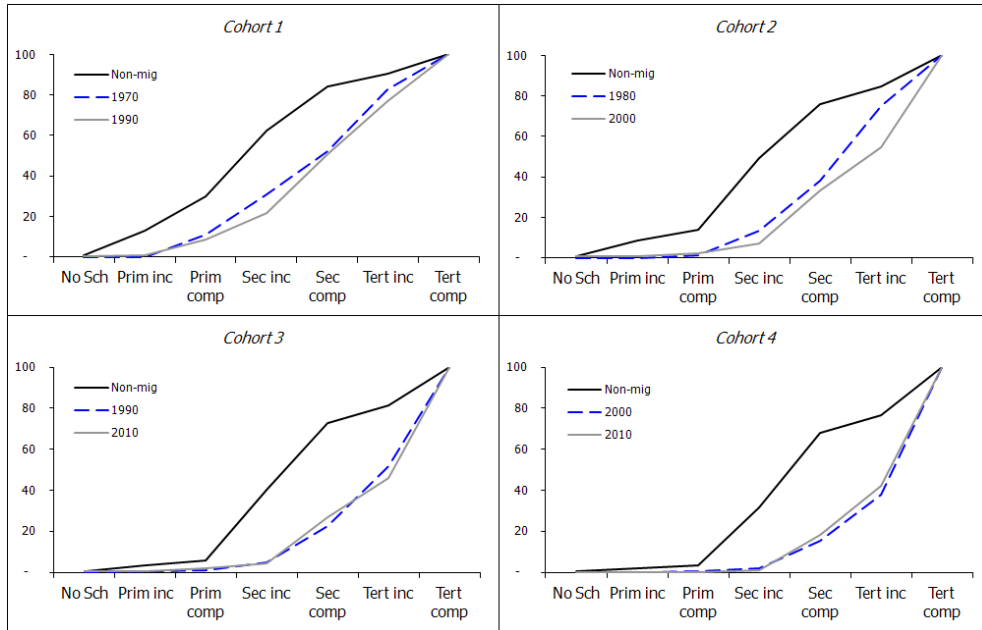 Cohort 1
100
80
60
40
20
-
Non-mig
1970
1990
No Sch Prim inc Prim comp Sec inc Sec comp Tert inc Tert comp
Cohort 2
100
80
60
40
20
-
Non-mig
1980
2000
No Sch Prim inc Prim comp Sec inc Sec comp Tert inc Tert comp
Cohort 3
100
80
60
40
20
-
Non-mig
1990
2010
No Sch Prim inc Prim comp Sec inc Sec comp Tert inc Tert comp
Cohort 4
100
80
60
40
20
-
Non-mig
2000
2010
No Sch Prim inc Prim comp Sec inc Sec comp Tert inc Tert comp